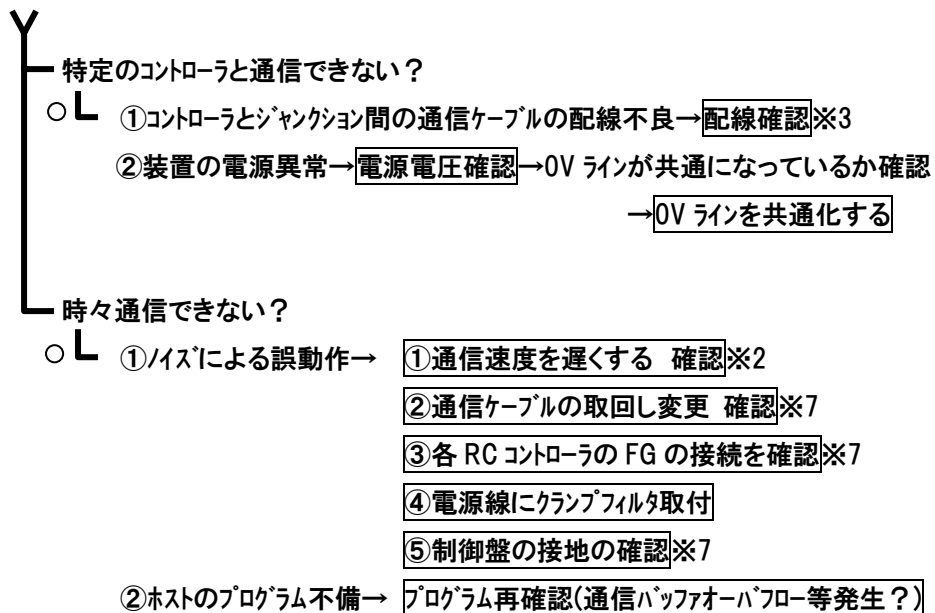 特定のｺﾝﾄﾛｰﾗと通信できない？
○ ①ｺﾝﾄﾛｰﾗとｼﾞｬﾝｸｼｮﾝ間の通信ｹｰﾌﾞﾙの配線不良→配線確認※3
②装置の電源異常→電源電圧確認→0V ﾗｲﾝが共通になっているか確認
→0V ﾗｲﾝを共通化する
時々通信できない？
○ ①ﾉｲｽﾞによる誤動作→ ①通信速度を遅くする 確認※2
②通信ｹｰﾌﾞﾙの取回し変更 確認※7
③各 RC ｺﾝﾄﾛｰﾗの FG の接続を確認※7
④電源線にｸﾗﾝﾌﾟﾌｨﾙﾀ取付
⑤制御盤の接地の確認※7
②ﾎｽﾄのﾌﾟﾛｸﾞﾗﾑ不備→ ﾌﾟﾛｸﾞﾗﾑ再確認(通信ﾊﾞｯﾌｧｵｰﾊﾞﾌﾛｰ等発生？)